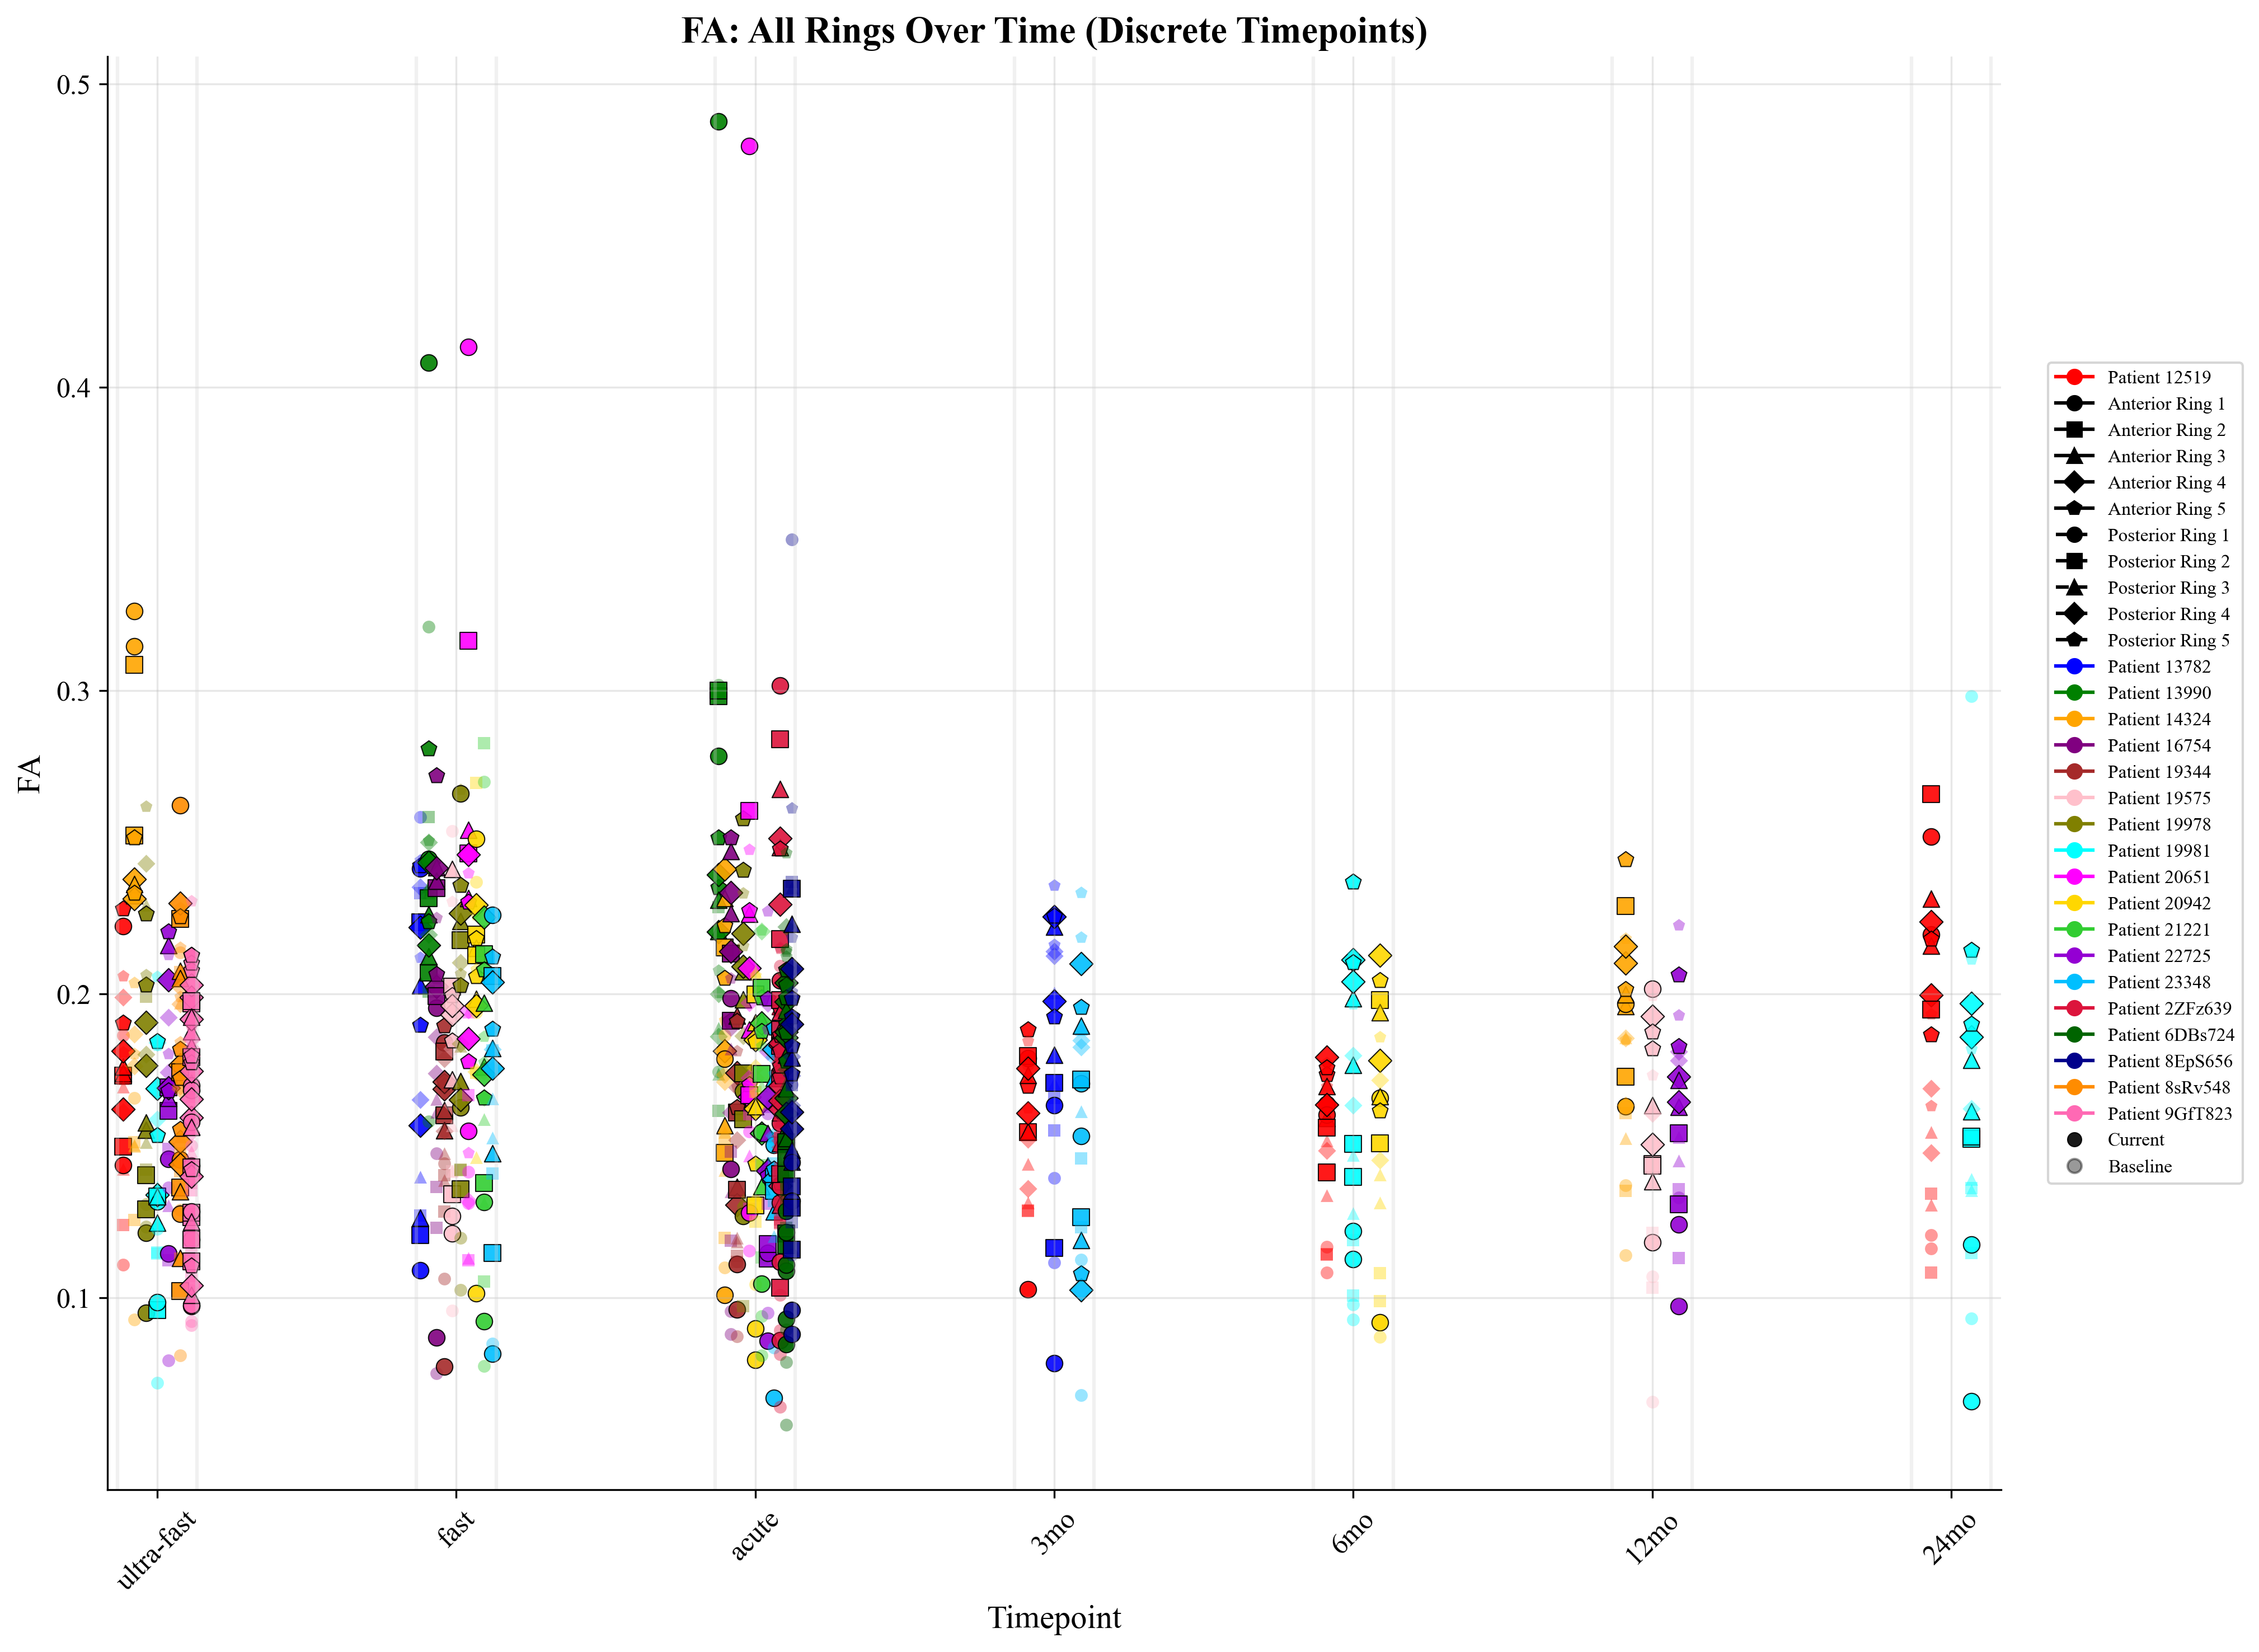 FA: All Rings Over Time (Discrete Timepoints)
0.5
0.4
0.3
0.2
0.1
FA
ultra-fast
fast
acute
3mo
6mo
12mo
24mo
Timepoint
Patient 12519
Anterior Ring 1
Anterior Ring 2
Anterior Ring 3
Anterior Ring 4
Anterior Ring 5
Posterior Ring 1
Posterior Ring 2
Posterior Ring 3
Posterior Ring 4
Posterior Ring 5
Patient 13782
Patient 13990
Patient 14324
Patient 16754
Patient 19344
Patient 19575
Patient 19978
Patient 19981
Patient 20651
Patient 20942
Patient 21221
Patient 22725
Patient 23348
Patient 2ZFz639
Patient 6DBs724
Patient 8EpS656
Patient 8sRv548
Patient 9GfT823
Current
Baseline